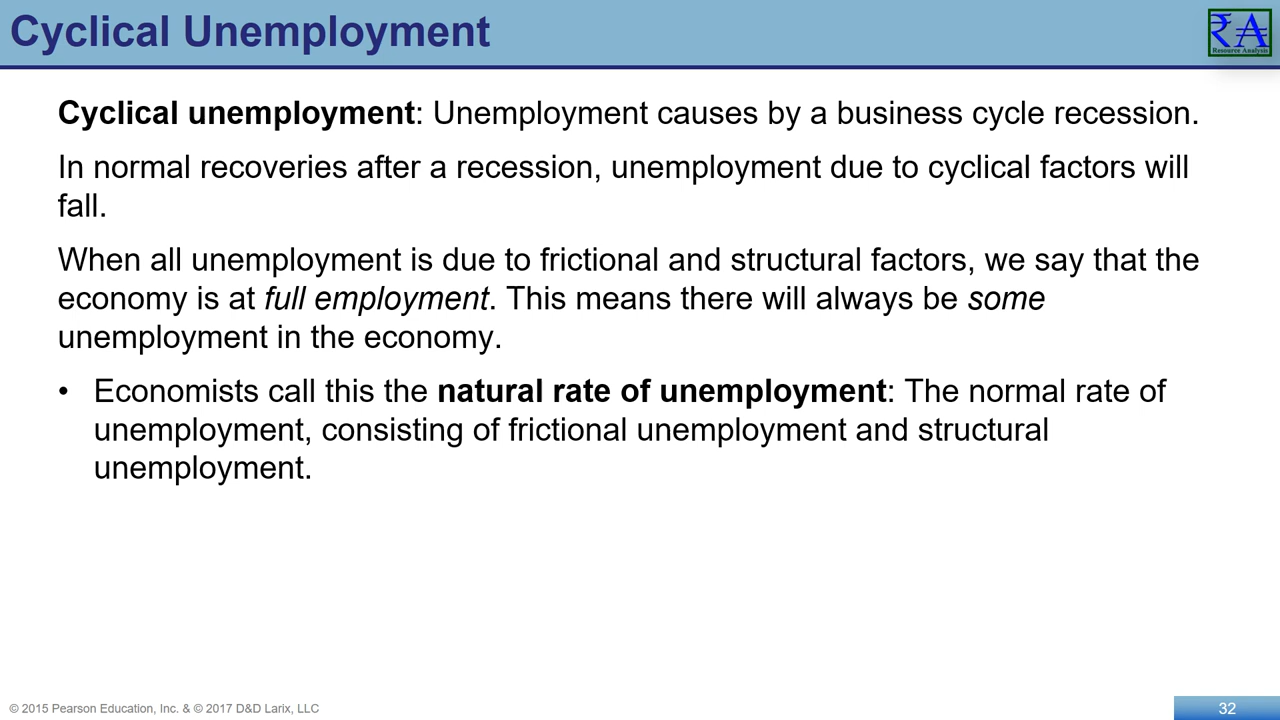 Cyclical Unemployment
₹A
Resource Analysis
Cyclical unemployment: Unemployment causes by a business cycle recession.
In normal recoveries after a recession, unemployment due to cyclical factors will
fall.
When all unemployment is due to frictional and structural factors, we say that the
economy is at full employment. This means there will always be some
unemployment in the economy.
• Economists call this the natural rate of unemployment: The normal rate of
unemployment, consisting of frictional unemployment and structural
unemployment.
© 2015 Pearson Education, Inc. & © 2017 D&D Larix, LLC
32